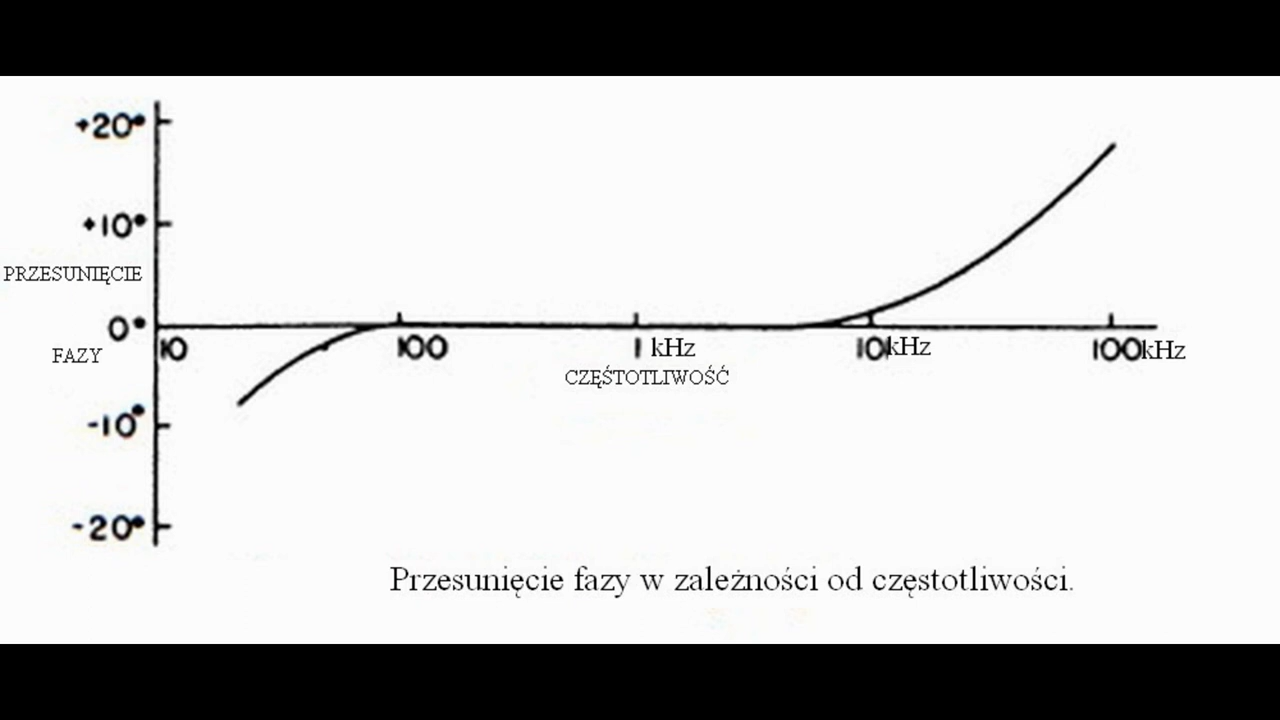 +20°
+10°
PRZESUNIĘCIE
0°
FAZY
10
100
1 kHz
10kHz
100kHz
CZĘŚTOTLIWOŚĆ
-10°
-20°
Przesunięcie fazy w zależności od częstotliwości.